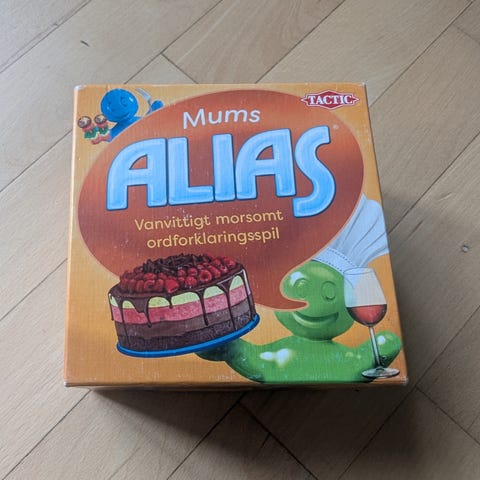 TACTIC
Mums
ALIAS®
Vanvittigt morsomt
ordforklaringsspil